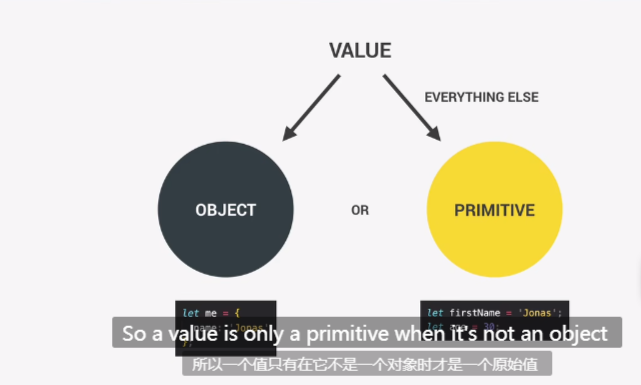 VALUE
EVERYTHING ELSE
OBJECT
OR
PRIMITIVE
let me = {
name: 'Jonas'
};
let firstName = 'Jonas';
let age = 30;
So a value is only a primitive when it's not an object
所以一个值只有在它不是一个对象时才是一个原始值